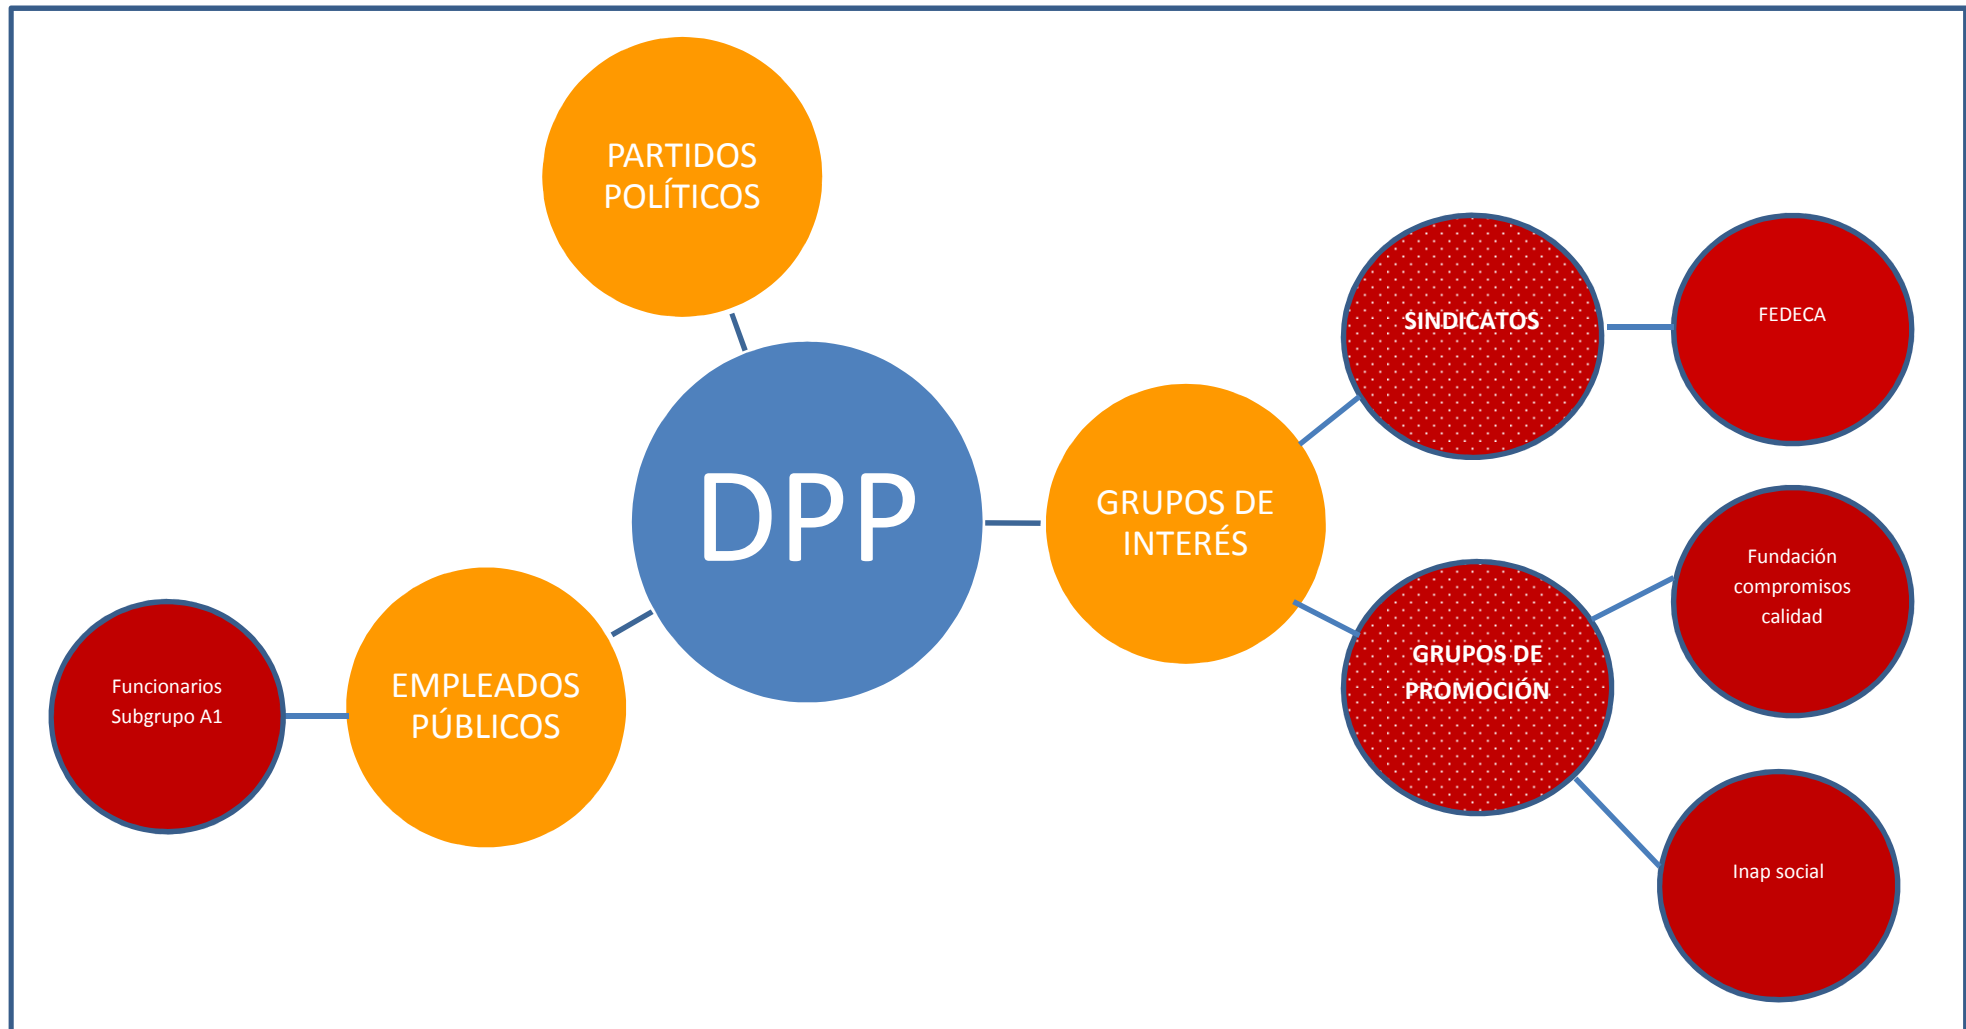 PARTIDOS
POLÍTICOS
SINDICATOS
FEDECA
DPP
GRUPOS DE
INTERÉS
Fundación
compromisos
calidad
GRUPOS DE
PROMOCIÓN
Funcionarios
Subgrupo A1
EMPLEADOS
PÚBLICOS
Inap social